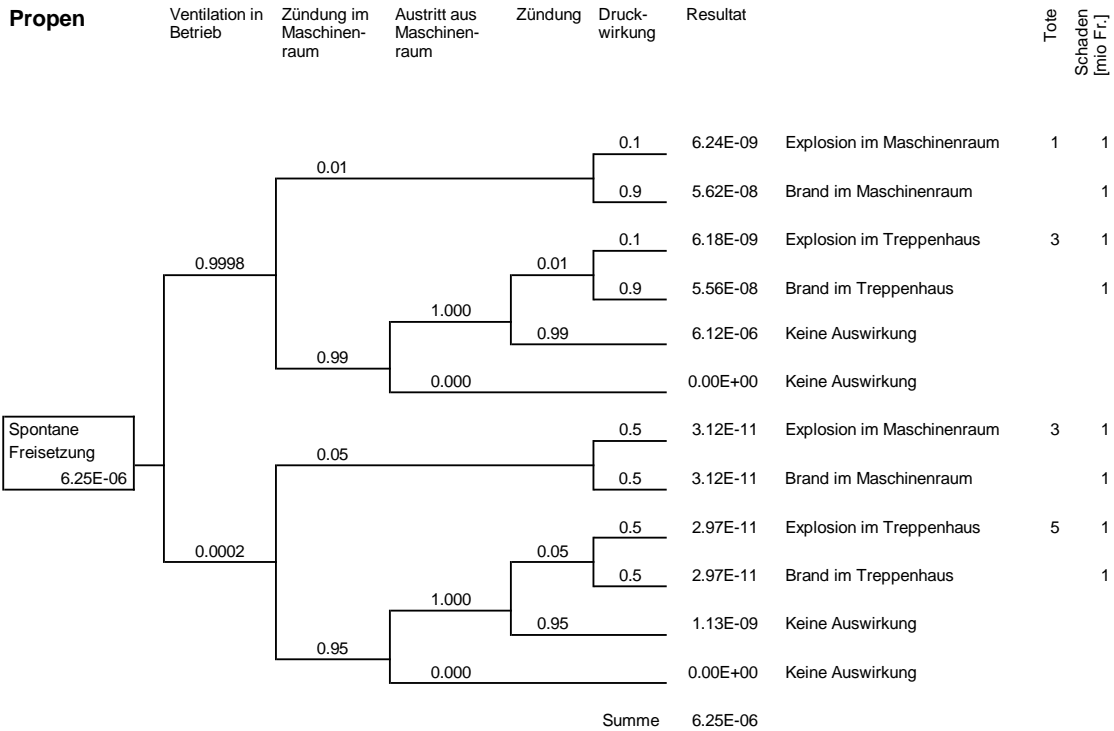 Propen
Ventilation in
Betrieb
Zündung im
Maschinen-
raum
Austritt aus
Maschinen-
raum
Zündung
Druck-
wirkung
Resultat
Tote
Schaden
[mio Fr.]
0.1 6.24E-09 Explosion im Maschinenraum 1 1
0.01
0.9 5.62E-08 Brand im Maschinenraum 1
0.1 6.18E-09 Explosion im Treppenhaus 3 1
0.9998 0.01
0.9 5.56E-08 Brand im Treppenhaus 1
1.000
0.99 6.12E-06 Keine Auswirkung
0.99
0.000 0.00E+00 Keine Auswirkung
Spontane
Freisetzung
6.25E-06
0.5 3.12E-11 Explosion im Maschinenraum 3 1
0.05
0.5 3.12E-11 Brand im Maschinenraum 1
0.5 2.97E-11 Explosion im Treppenhaus 5 1
0.0002 0.05
0.5 2.97E-11 Brand im Treppenhaus 1
1.000
0.95 1.13E-09 Keine Auswirkung
0.95
0.000 0.00E+00 Keine Auswirkung
Summe 6.25E-06